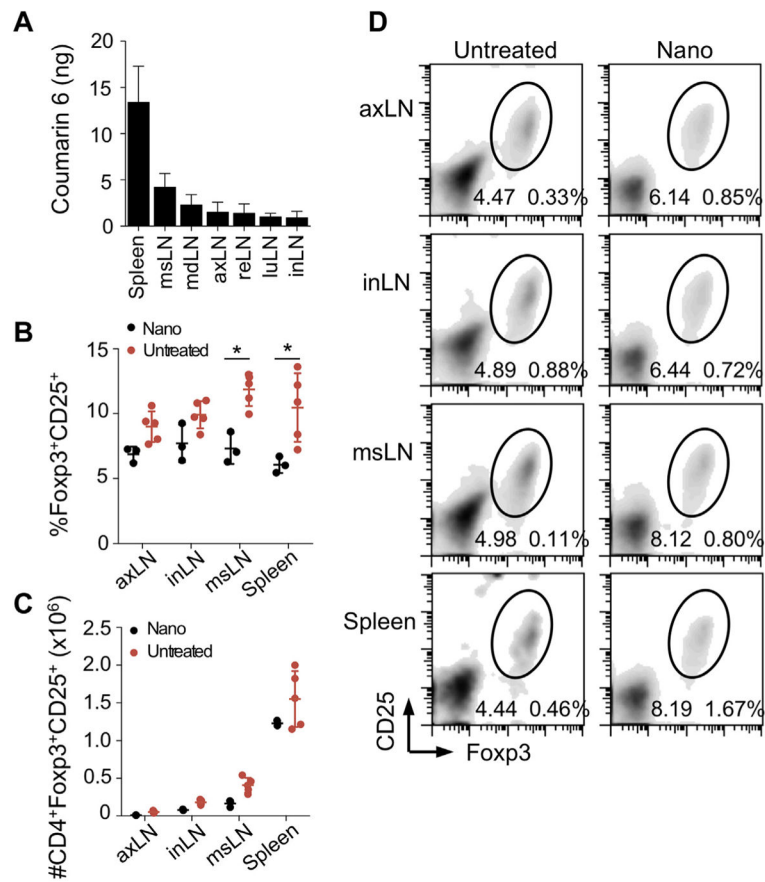 A
Coumarin 6 (ng)
20
15
10
5
0
Spleen
msLN
mdLN
axLN
reLN
luLN
inLN
B
Nano
Untreated
%Foxp3+CD25+
15
10
5
0
* *
axLN
inLN
msLN
Spleen
C
Nano
Untreated
#CD4+Foxp3+CD25+ (x10⁶)
2.5
2.0
1.5
1.0
0.5
0
axLN
inLN
msLN
Spleen
D
Untreated Nano
axLN
4.47 0.33% 6.14 0.85%
inLN
4.89 0.88% 6.44 0.72%
msLN
4.98 0.11% 8.12 0.80%
Spleen
4.44 0.46% 8.19 1.67%
CD25
Foxp3